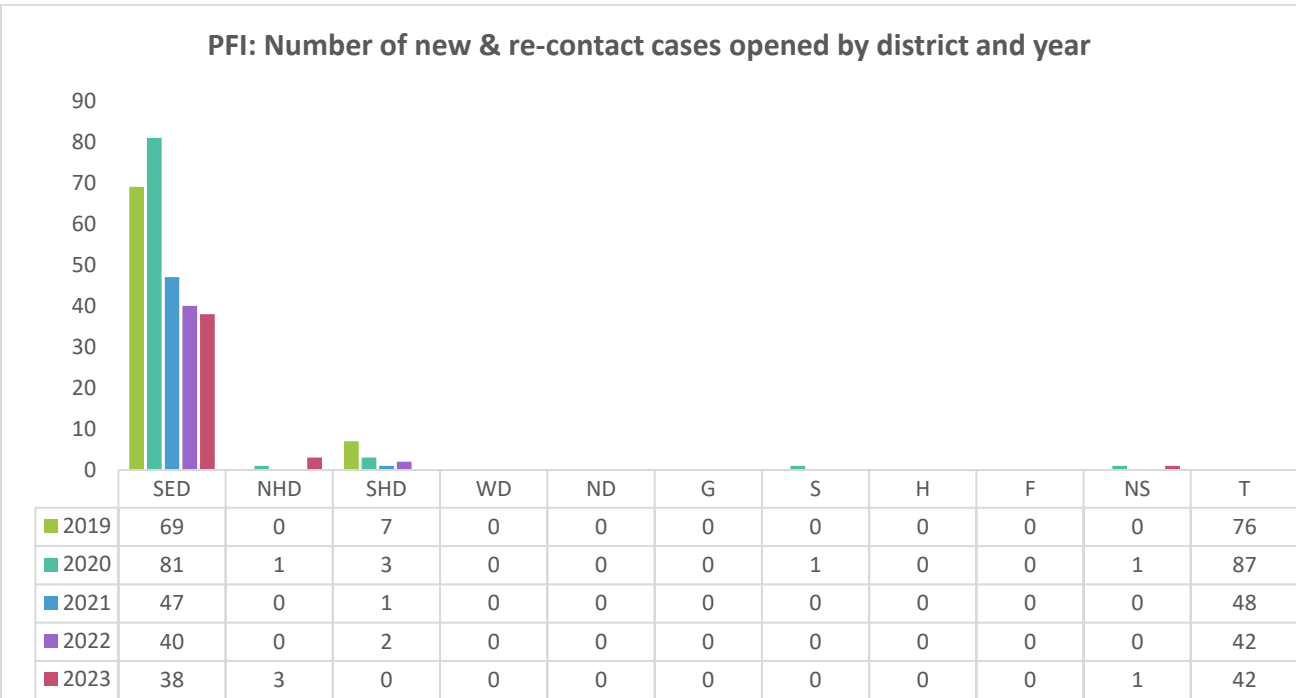 PFI: Number of new & re-contact cases opened by district and year
90
80
70
60
50
40
30
20
10
0
SED NHD SHD WD ND G S H F NS T
2019 69 0 7 0 0 0 0 0 0 0 76
2020 81 1 3 0 0 0 1 0 0 1 87
2021 47 0 1 0 0 0 0 0 0 0 48
2022 40 0 2 0 0 0 0 0 0 0 42
2023 38 3 0 0 0 0 0 0 0 1 42